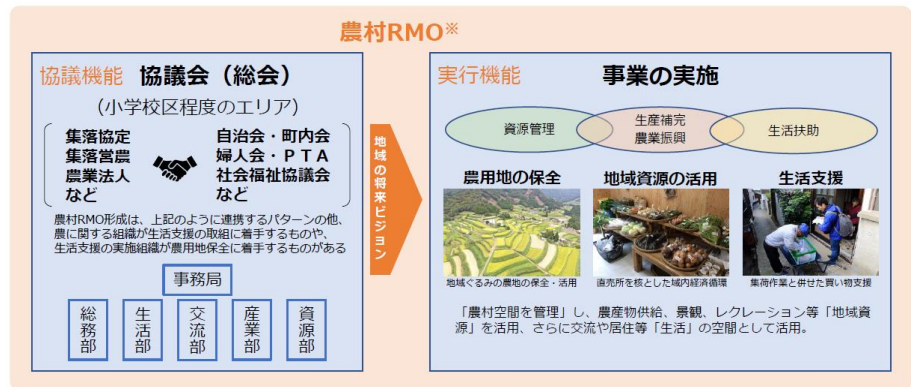 農村RMO※
協議機能 協議会（総会）
(小学校区程度のエリア)
集落協定
集落営農
農業法人
など
自治会・町内会
婦人会・PTA
社会福祉協議会
など
農村RMO形成は、上記のように連携するパターンの他、
農に関する組織が生活支援の取組に着手するものや、
生活支援の実施組織が農用地保全に着手するものがある
事務局
総務部
生活部
交流部
産業部
資源部
地域の将来ビジョン
実行機能 事業の実施
資源管理
生産補完
農業振興
生活扶助
農用地の保全
地域資源の活用
生活支援
地域ぐるみの農地の保全・活用
直売所を核とした域内経済循環
集荷作業と併せた買い物支援
「農村空間を管理」し、農産物供給、景観、レクレーション等「地域資
源」を活用、さらに交流や居住等「生活」の空間として活用。